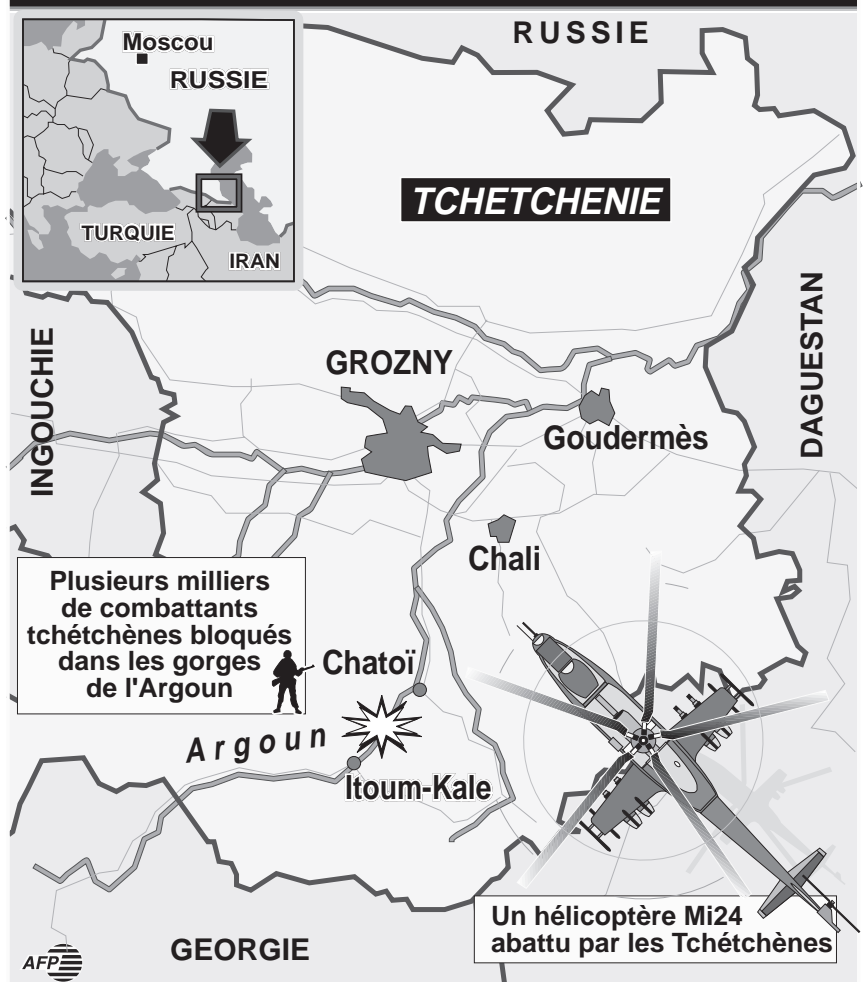 RUSSIE
Moscou
RUSSIE
TURQUIE
IRAN
TCHETCHENIE
INGOUCHIE
DAGUESTAN
GROZNY
Goudermès
Chali
Plusieurs milliers
de combattants
tchétchènes bloqués
dans les gorges
de l'Argoun
Chatoï
Argoun
Itoum-Kale
Un hélicoptère Mi24
abattu par les Tchétchènes
GEORGIE
AFP